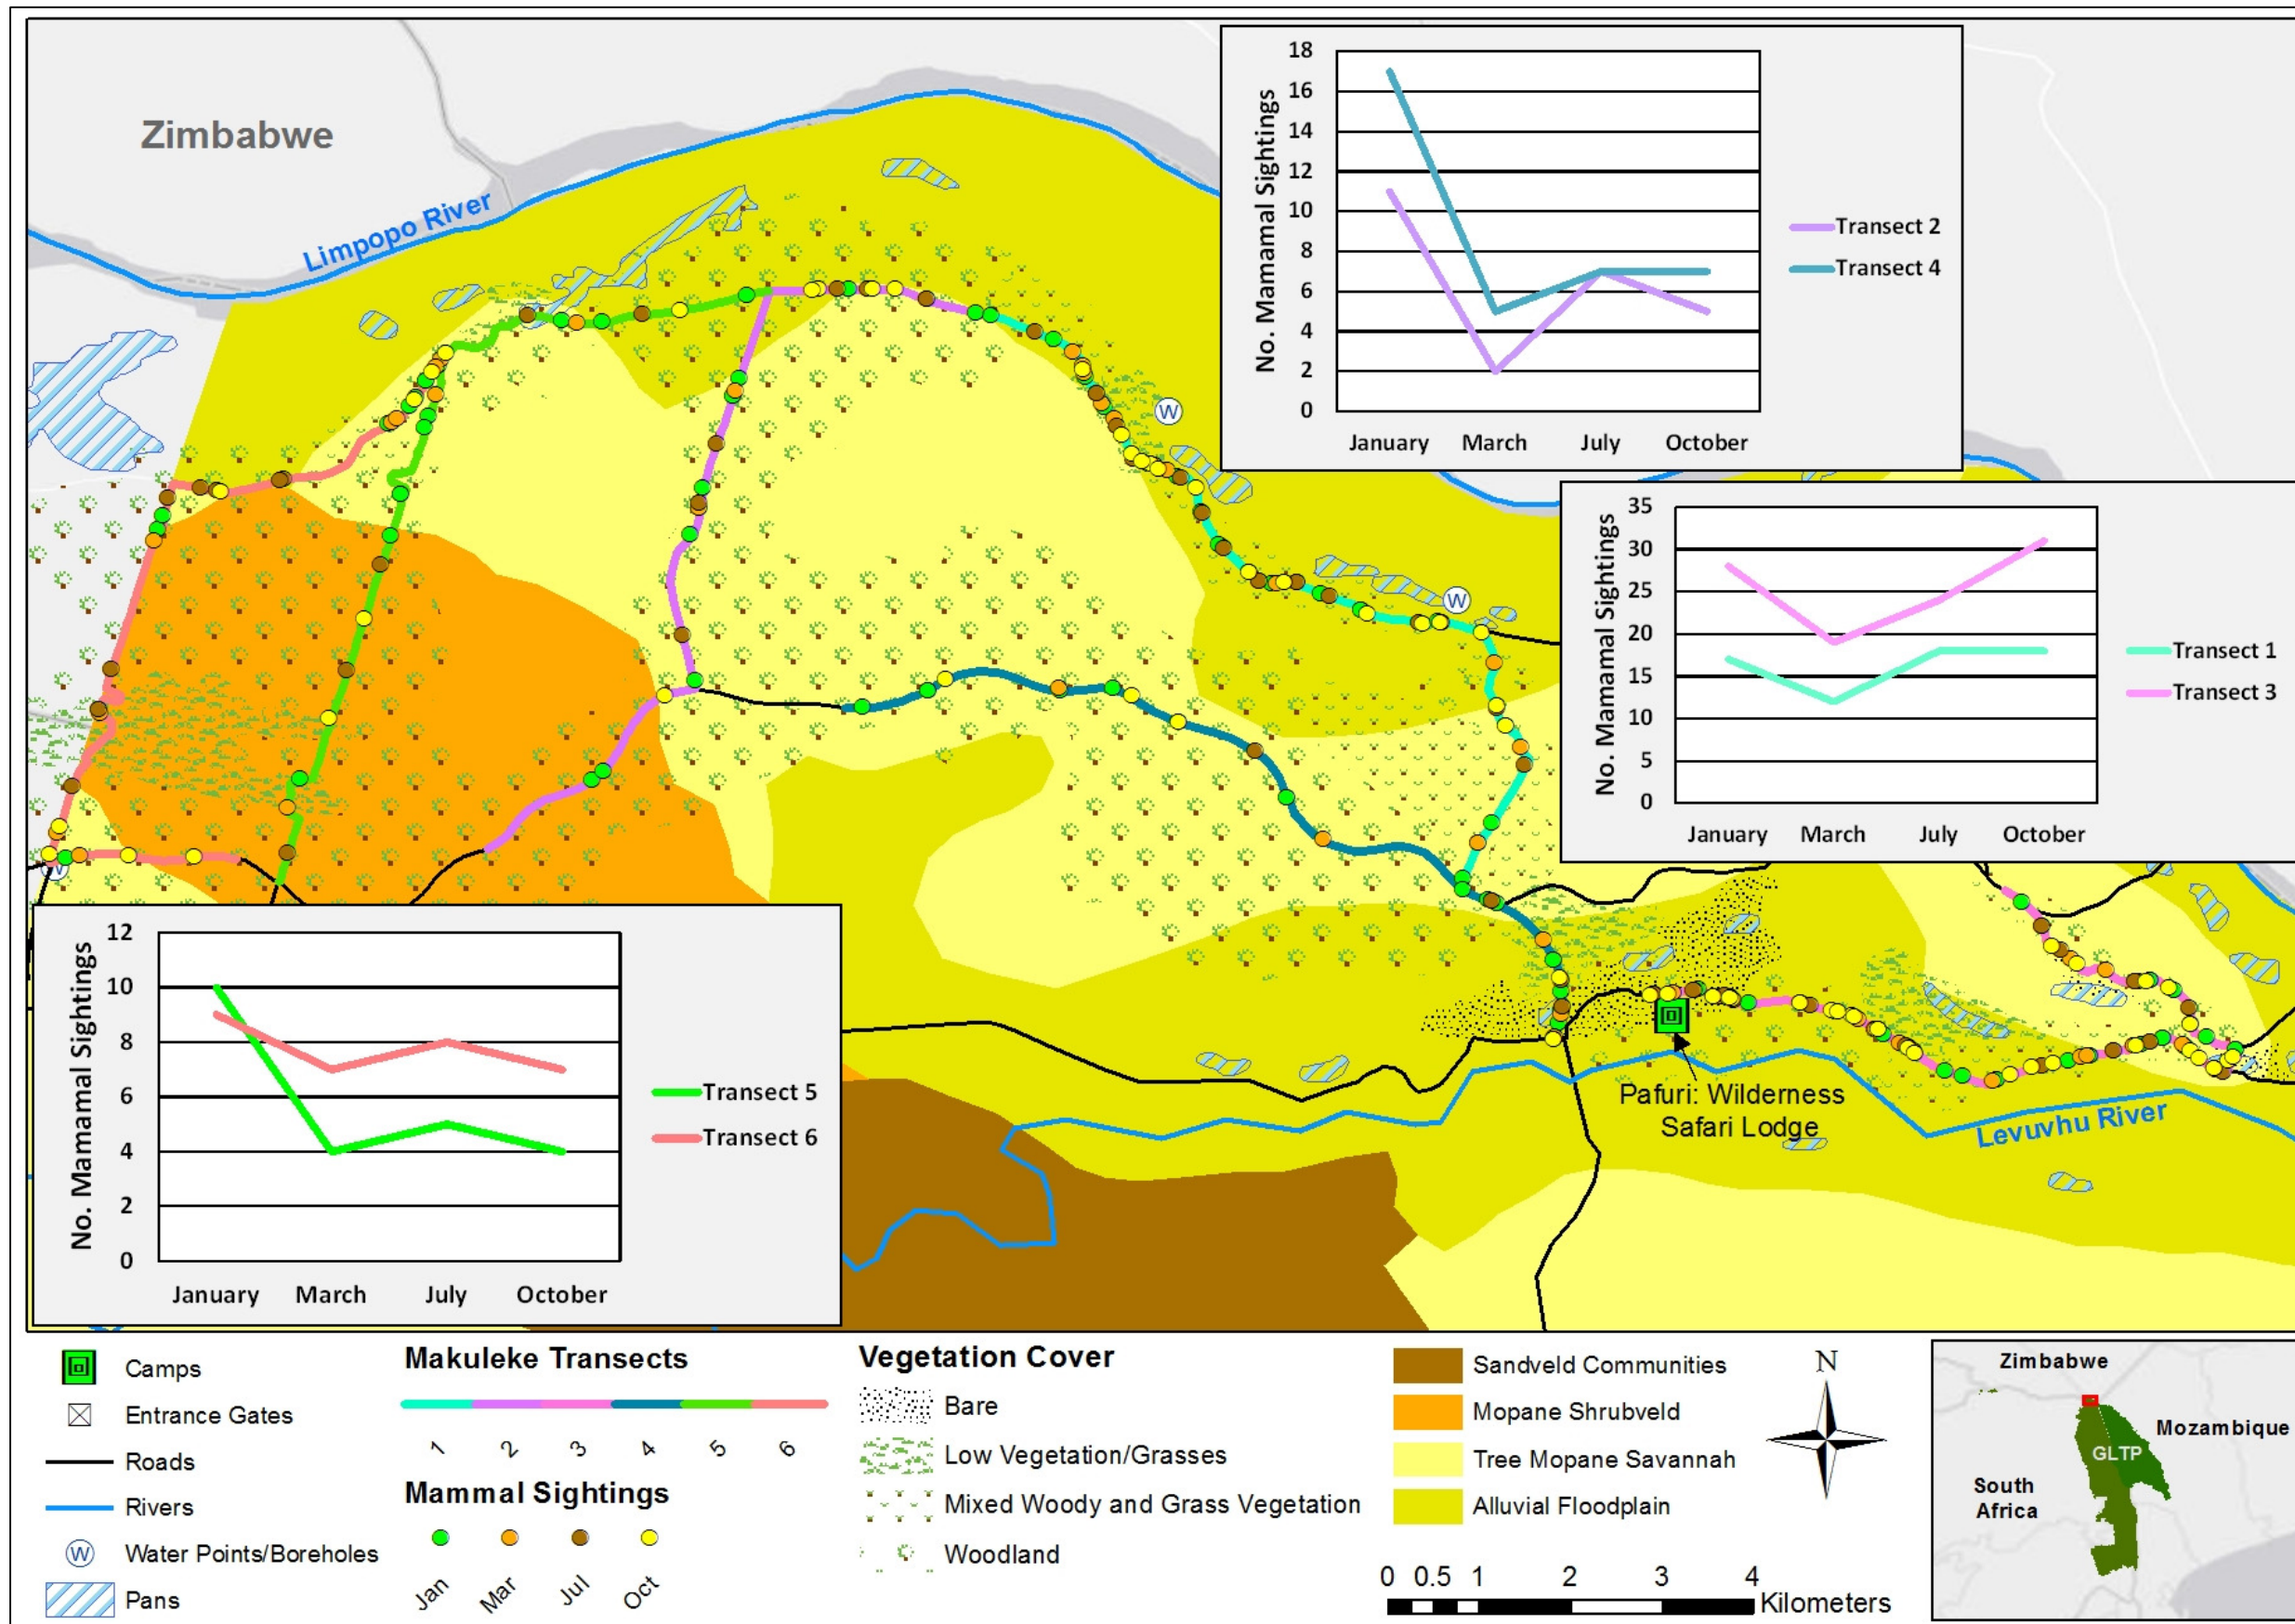 Zimbabwe
Limpopo River
W
W
W
No. Mamamal Sightings
18
16
14
12
10
8
6
4
2
0
January March July October
Transect 2
Transect 4
No. Mamamal Sightings
35
30
25
20
15
10
5
0
January March July October
Transect 1
Transect 3
No. Mamamal Sightings
12
10
8
6
4
2
0
January March July October
Transect 5
Transect 6
Pafuri: Wilderness
Safari Lodge
Levuvhu River
Camps
Entrance Gates
Roads
Rivers
W Water Points/Boreholes
Pans
Makuleke Transects
1 2 3 4 5 6
Mammal Sightings
Jan Mar Jul Oct
Vegetation Cover
Bare
Low Vegetation/Grasses
Mixed Woody and Grass Vegetation
Woodland
Sandveld Communities
Mopane Shrubveld
Tree Mopane Savannah
Alluvial Floodplain
N
0 0.5 1 2 3 4
Kilometers
Zimbabwe
Mozambique
GLTP
South
Africa